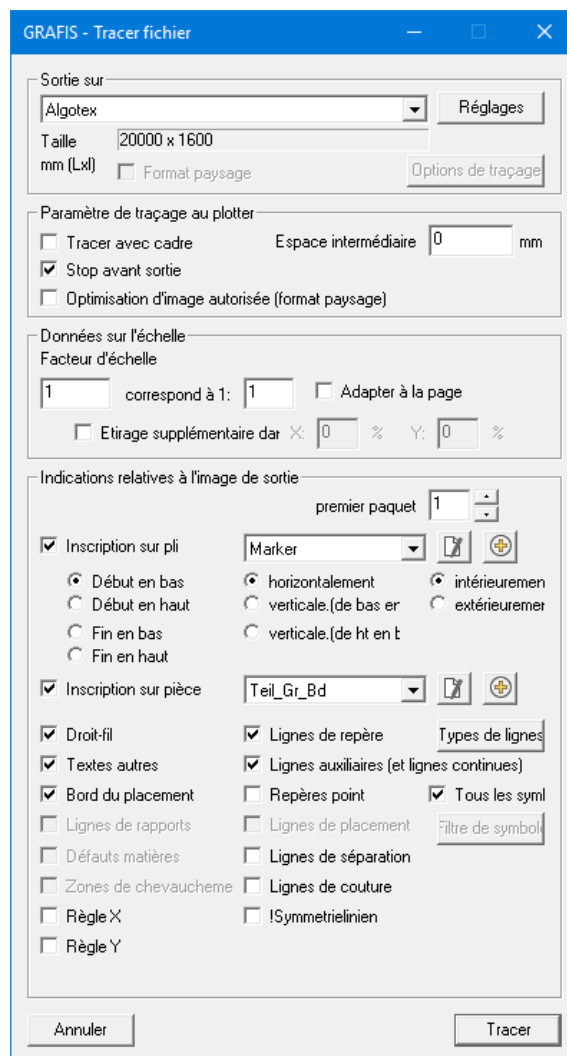 GRAFIS - Tracer fichier
Sortie sur
Algotex
Réglages
Taille
mm (Lxl)
20000 x 1600
Format paysage
Options de traçage
Paramètre de traçage au plotter
Tracer avec cadre
Espace intermédiaire 0 mm
Stop avant sortie
Optimisation d'image autorisée (format paysage)
Données sur l'échelle
Facteur d'échelle
1 correspond à 1: 1 Adapter à la page
Etirage supplémentaire dar X: 0 % Y: 0 %
Indications relatives à l'image de sortie
premier paquet 1
Inscription sur pli Marker
Début en bas horizontalement intérieuremen
Début en haut verticale.(de bas er extérieuremer
Fin en bas verticale.(de ht en b
Fin en haut
Inscription sur pièce Teil_Gr_Bd
Droit-fil Lignes de repère Types de lignes
Textes autres Lignes auxiliaires (et lignes continues)
Bord du placement Repères point Tous les syml
Lignes de rapports Lignes de placement Filtre de symbole
Défauts matières Lignes de séparation
Zones de chevaucheme Lignes de couture
Règle X !Symmetrielinien
Règle Y
Annuler Tracer